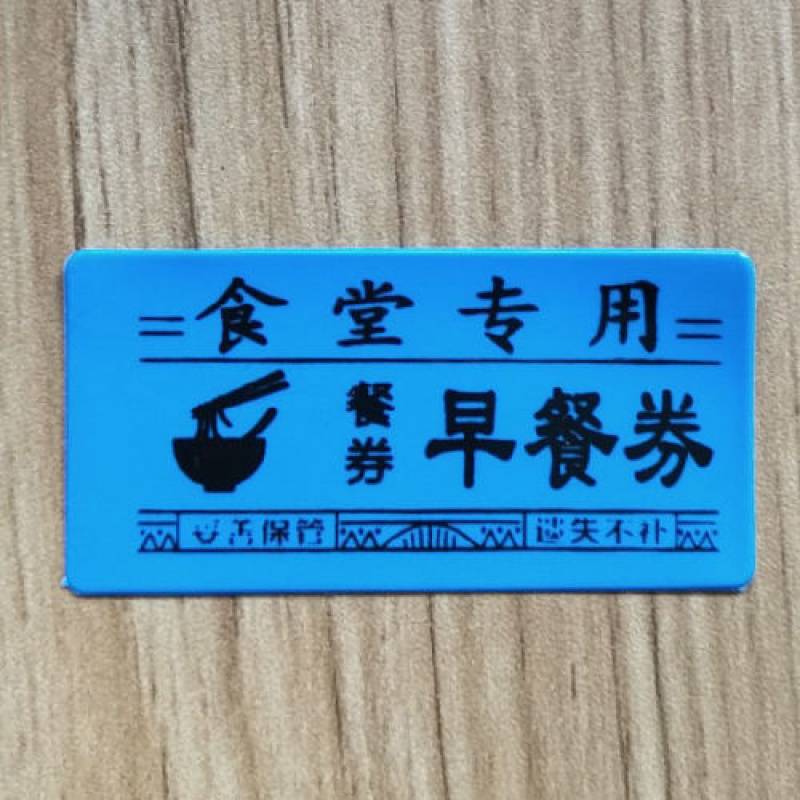 食堂专用
餐券
早餐券
妥善保管
遗失不补